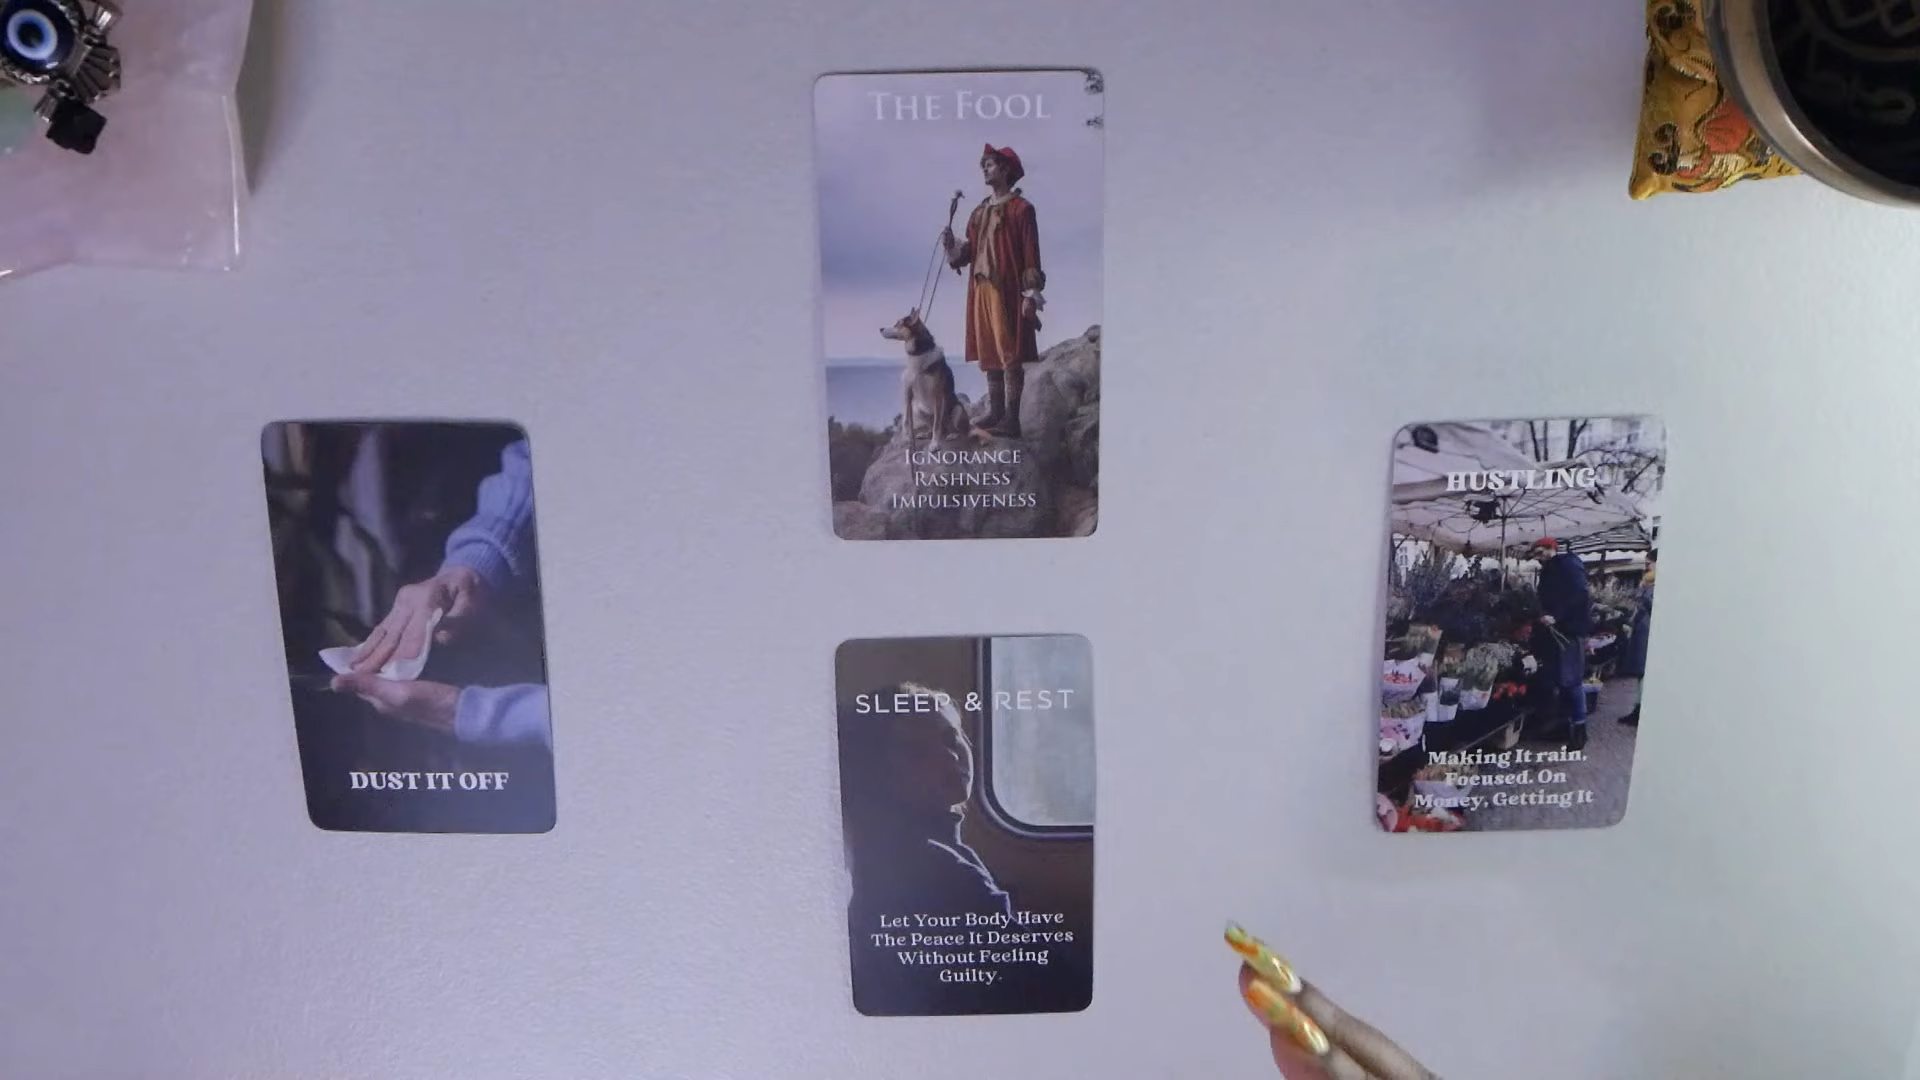 THE FOOL
IGNORANCE
RASHNESS
IMPULSIVENESS
DUST IT OFF
HUSTLING
Making It rain.
Focused. On
Money, Getting It
SLEEP & REST
Let Your Body Have
The Peace It Deserves
Without Feeling
Guilty.